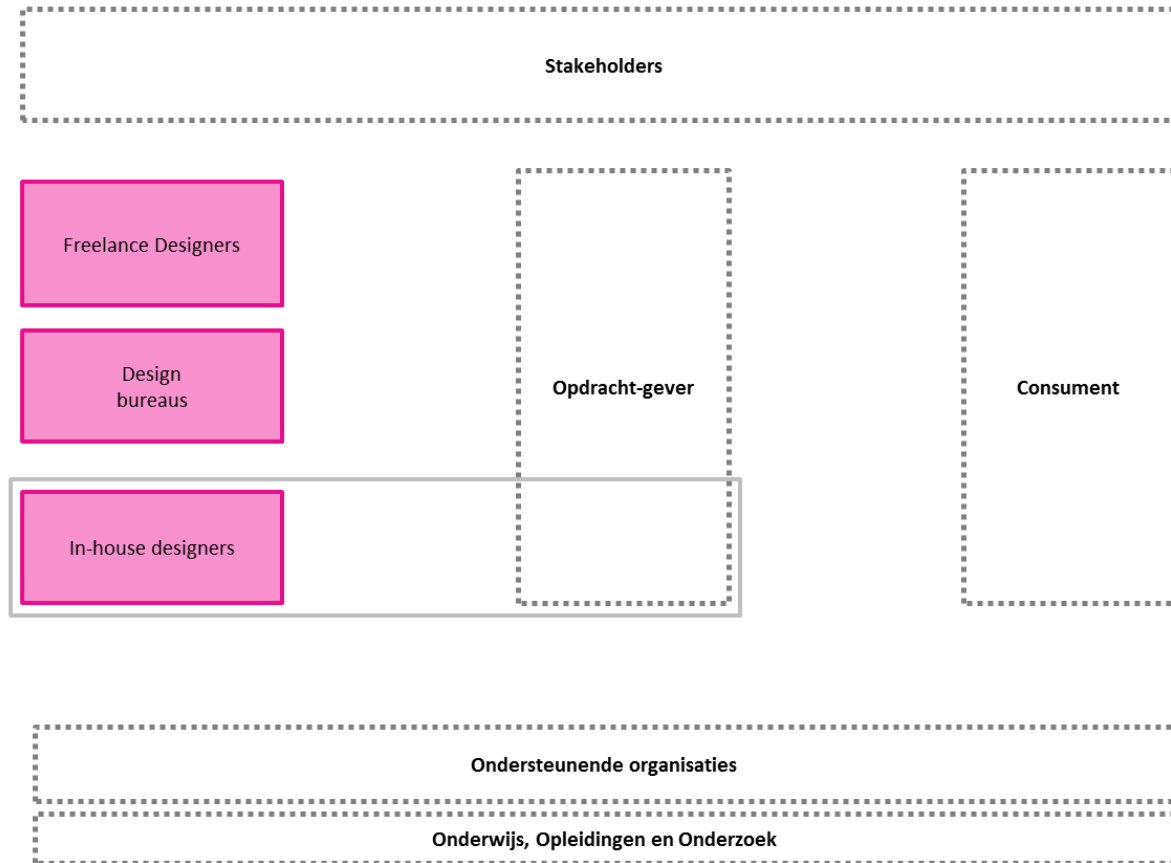 Stakeholders
Freelance Designers
Design
bureaus
Opdracht-gever
Consument
In-house designers
Ondersteunende organisaties
Onderwijs, Opleidingen en Onderzoek